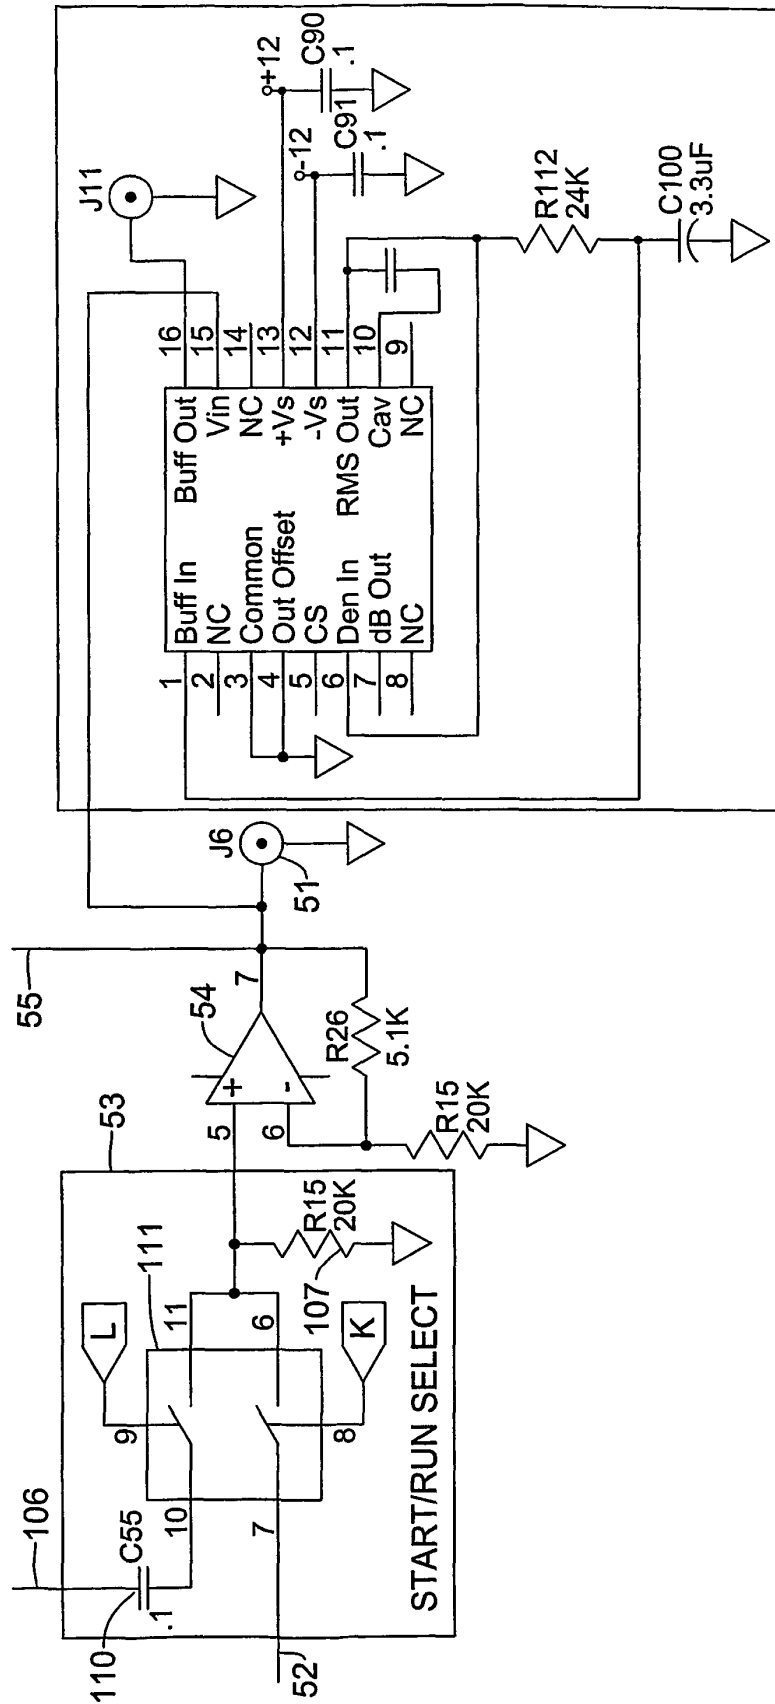 106
110
C55
.1
10
7
52
9
8
L
K
111
11
6
107
R15
20K
53
START/RUN SELECT
5
6
+
-
54
7
55
R26
5.1K
R15
20K
J6
51
1
2
3
4
5
6
7
8
Buff In
NC
Common
Out Offset
CS
Den In
dB Out
NC
Buff Out
Vin
NC
+Vs
-Vs
RMS Out
Cav
NC
16
15
14
13
12
11
10
9
J11
+12
C90
.1
-12
C91
.1
R112
24K
C100
3.3uF